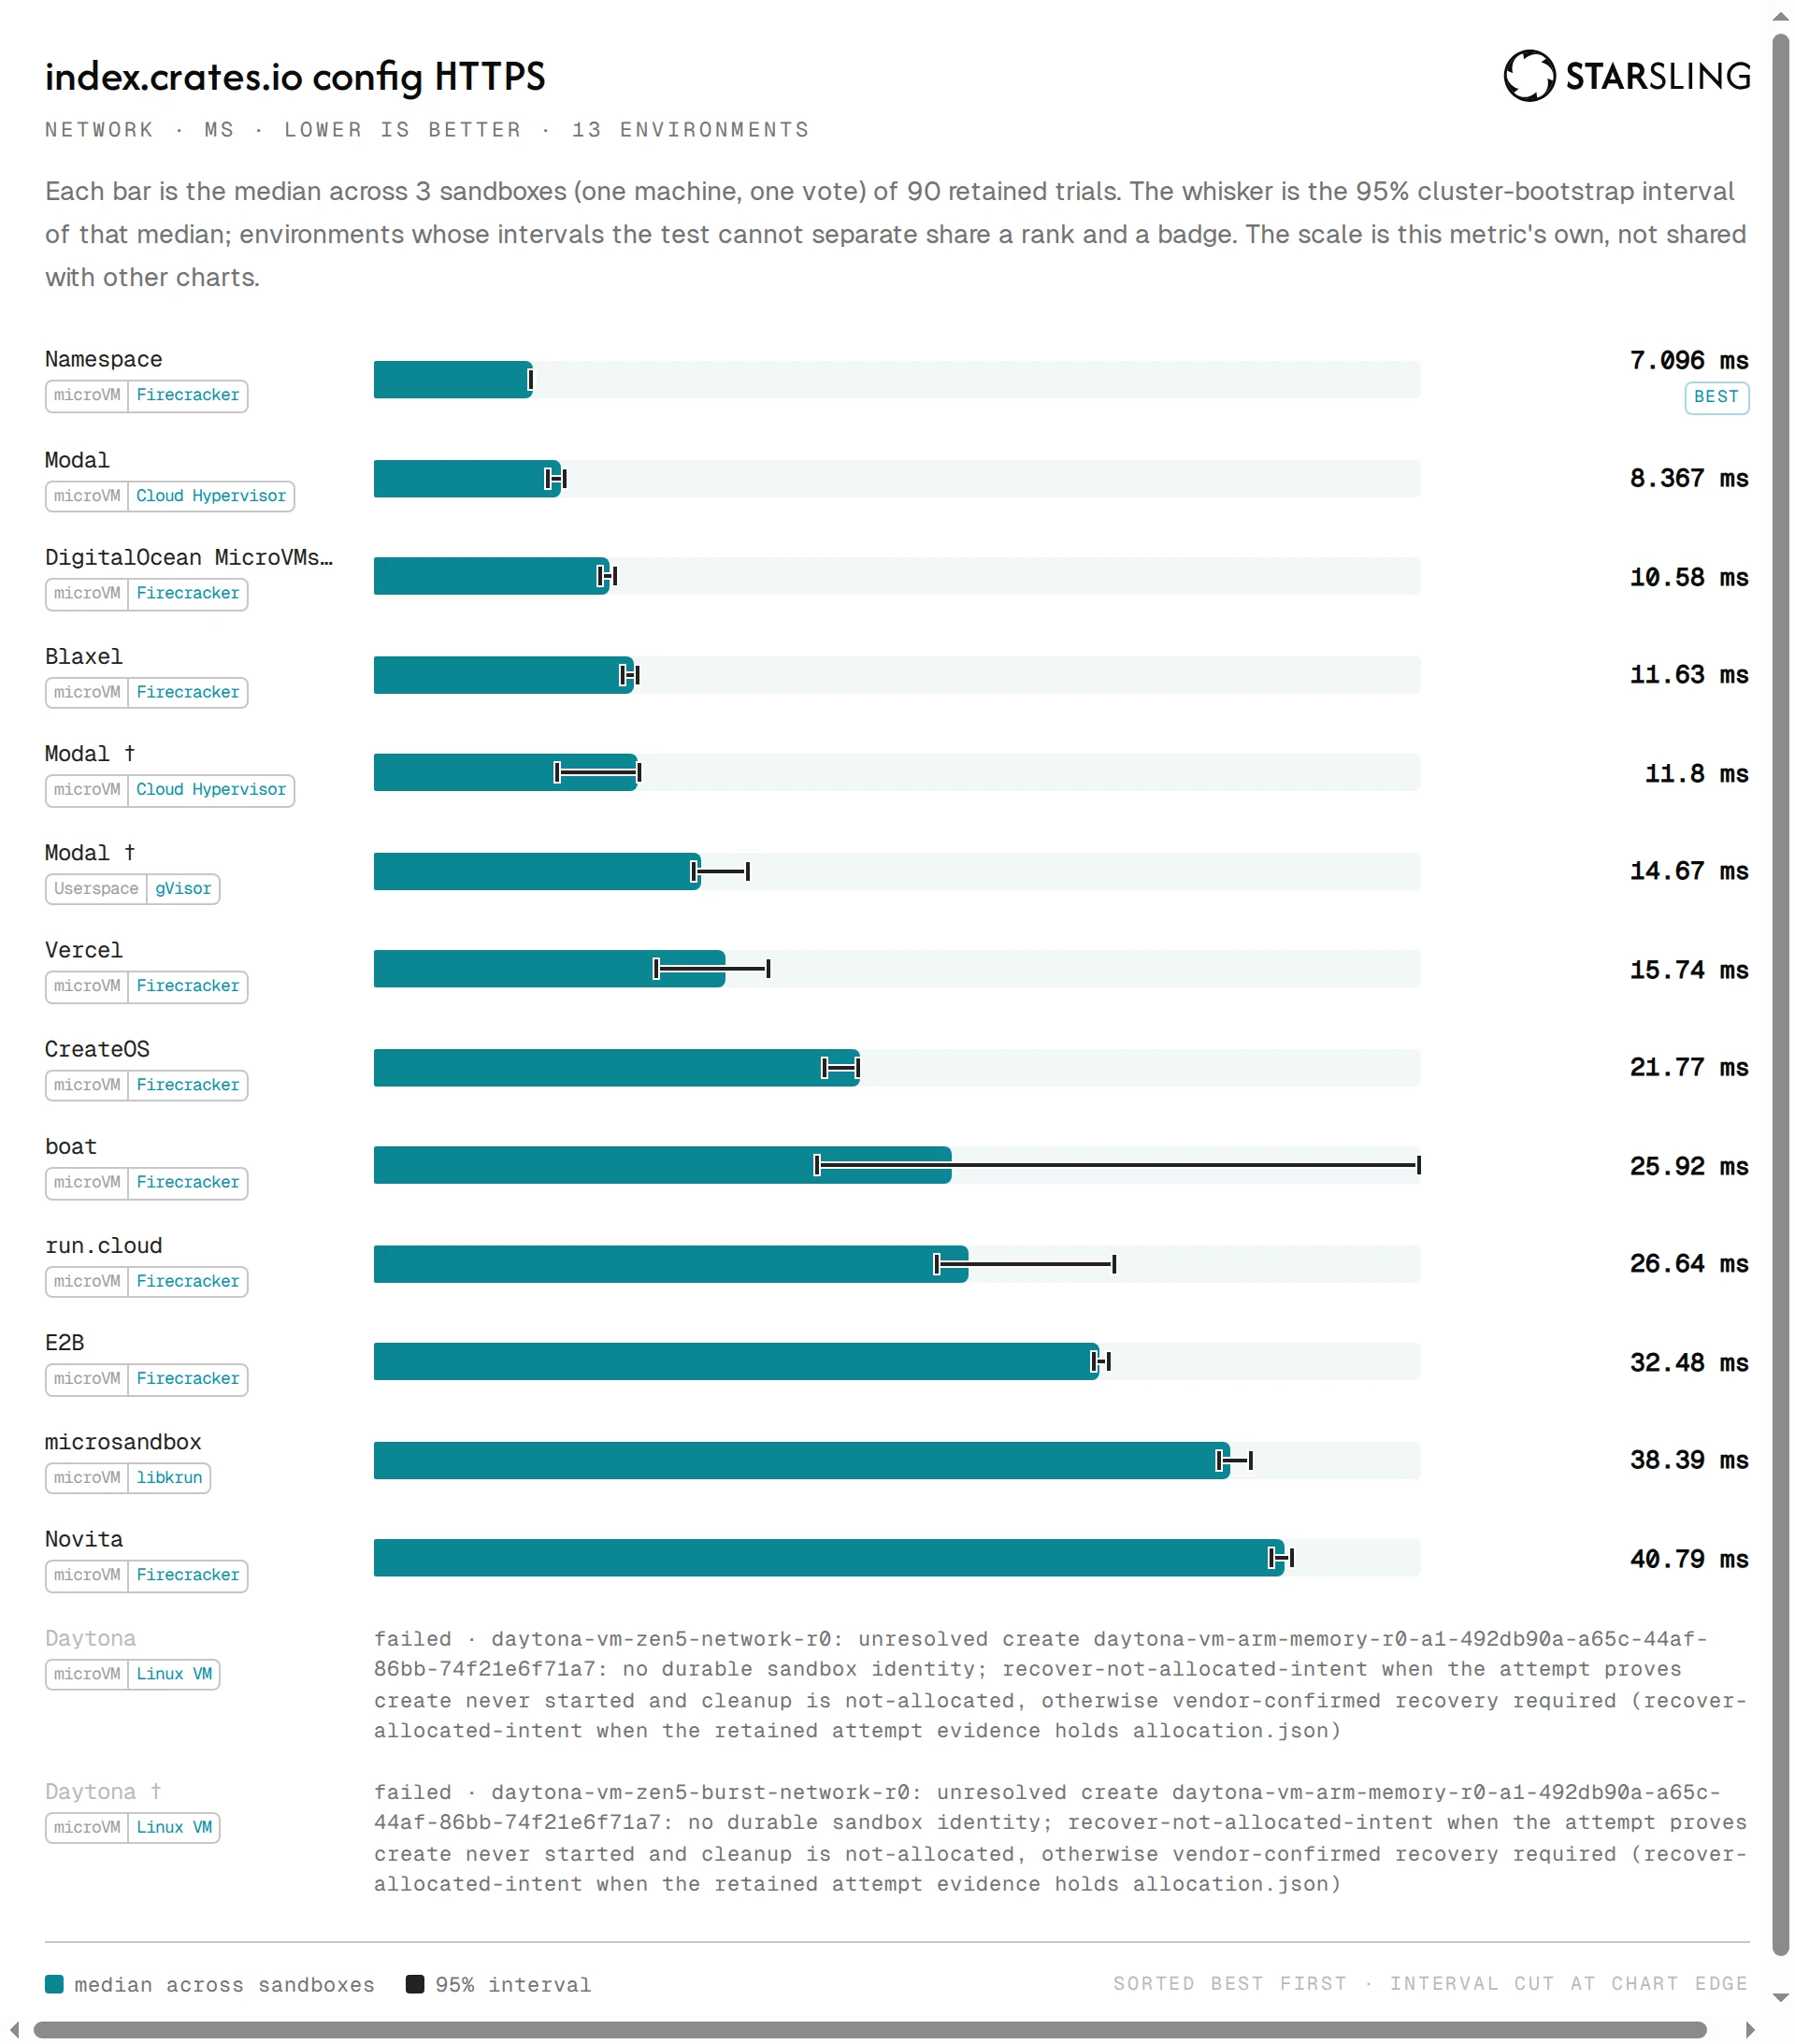 index.crates.io config HTTPS
STARSLING
NETWORK · MS · LOWER IS BETTER · 13 ENVIRONMENTS
Each bar is the median across 3 sandboxes (one machine, one vote) of 90 retained trials. The whisker is the 95% cluster-bootstrap interval
of that median; environments whose intervals the test cannot separate share a rank and a badge. The scale is this metric's own, not shared
with other charts.
Namespace
microVM Firecracker
7.096 ms
BEST
Modal
microVM Cloud Hypervisor
8.367 ms
DigitalOcean MicroVMs…
microVM Firecracker
10.58 ms
Blaxel
microVM Firecracker
11.63 ms
Modal †
microVM Cloud Hypervisor
11.8 ms
Modal †
Userspace gVisor
14.67 ms
Vercel
microVM Firecracker
15.74 ms
CreateOS
microVM Firecracker
21.77 ms
boat
microVM Firecracker
25.92 ms
run.cloud
microVM Firecracker
26.64 ms
E2B
microVM Firecracker
32.48 ms
microsandbox
microVM libkrun
38.39 ms
Novita
microVM Firecracker
40.79 ms
Daytona
microVM Linux VM
failed · daytona-vm-zen5-network-r0: unresolved create daytona-vm-arm-memory-r0-a1-492db90a-a65c-44af-
86bb-74f21e6f71a7: no durable sandbox identity; recover-not-allocated-intent when the attempt proves
create never started and cleanup is not-allocated, otherwise vendor-confirmed recovery required (recover-
allocated-intent when the retained attempt evidence holds allocation.json)
Daytona †
microVM Linux VM
failed · daytona-vm-zen5-burst-network-r0: unresolved create daytona-vm-arm-memory-r0-a1-492db90a-a65c-
44af-86bb-74f21e6f71a7: no durable sandbox identity; recover-not-allocated-intent when the attempt proves
create never started and cleanup is not-allocated, otherwise vendor-confirmed recovery required (recover-
allocated-intent when the retained attempt evidence holds allocation.json)
median across sandboxes
95% interval
SORTED BEST FIRST · INTERVAL CUT AT CHART EDGE